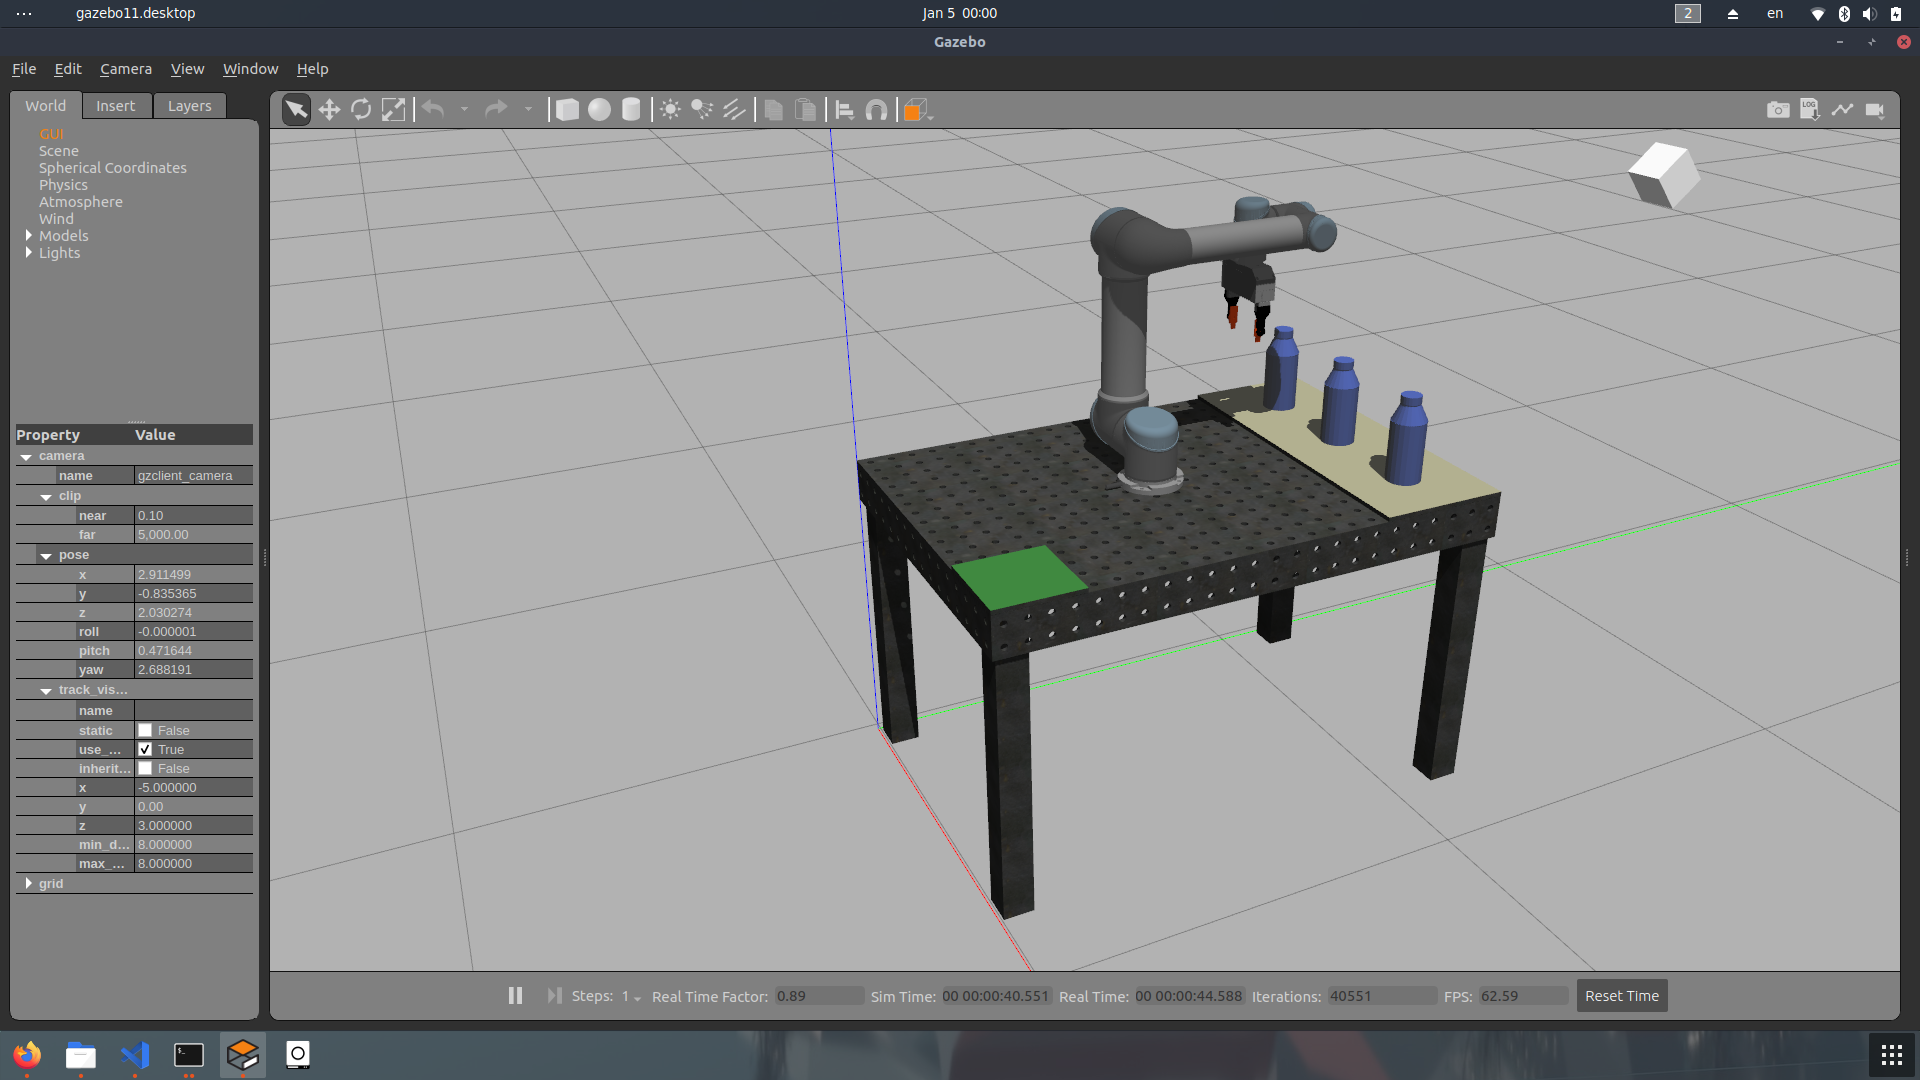 gazebo11.desktop
Jan 5 00:00
2
en
Gazebo
File Edit Camera View Window Help
World Insert Layers
LOG
GUI
Scene
Spherical Coordinates
Physics
Atmosphere
Wind
Models
Lights
Property Value
camera
name gzclient_camera
clip
near 0.10
far 5,000.00
pose
x 2.911499
y -0.835365
z 2.030274
roll -0.000001
pitch 0.471644
yaw 2.688191
track_vis...
name
static False
use_... True
inherit... False
x -5.000000
y 0.00
z 3.000000
min_d... 8.000000
max_... 8.000000
grid
Steps: 1 Real Time Factor: 0.89 Sim Time: 00 00:00:40.551 Real Time: 00 00:00:44.588 Iterations: 40551 FPS: 62.59 Reset Time